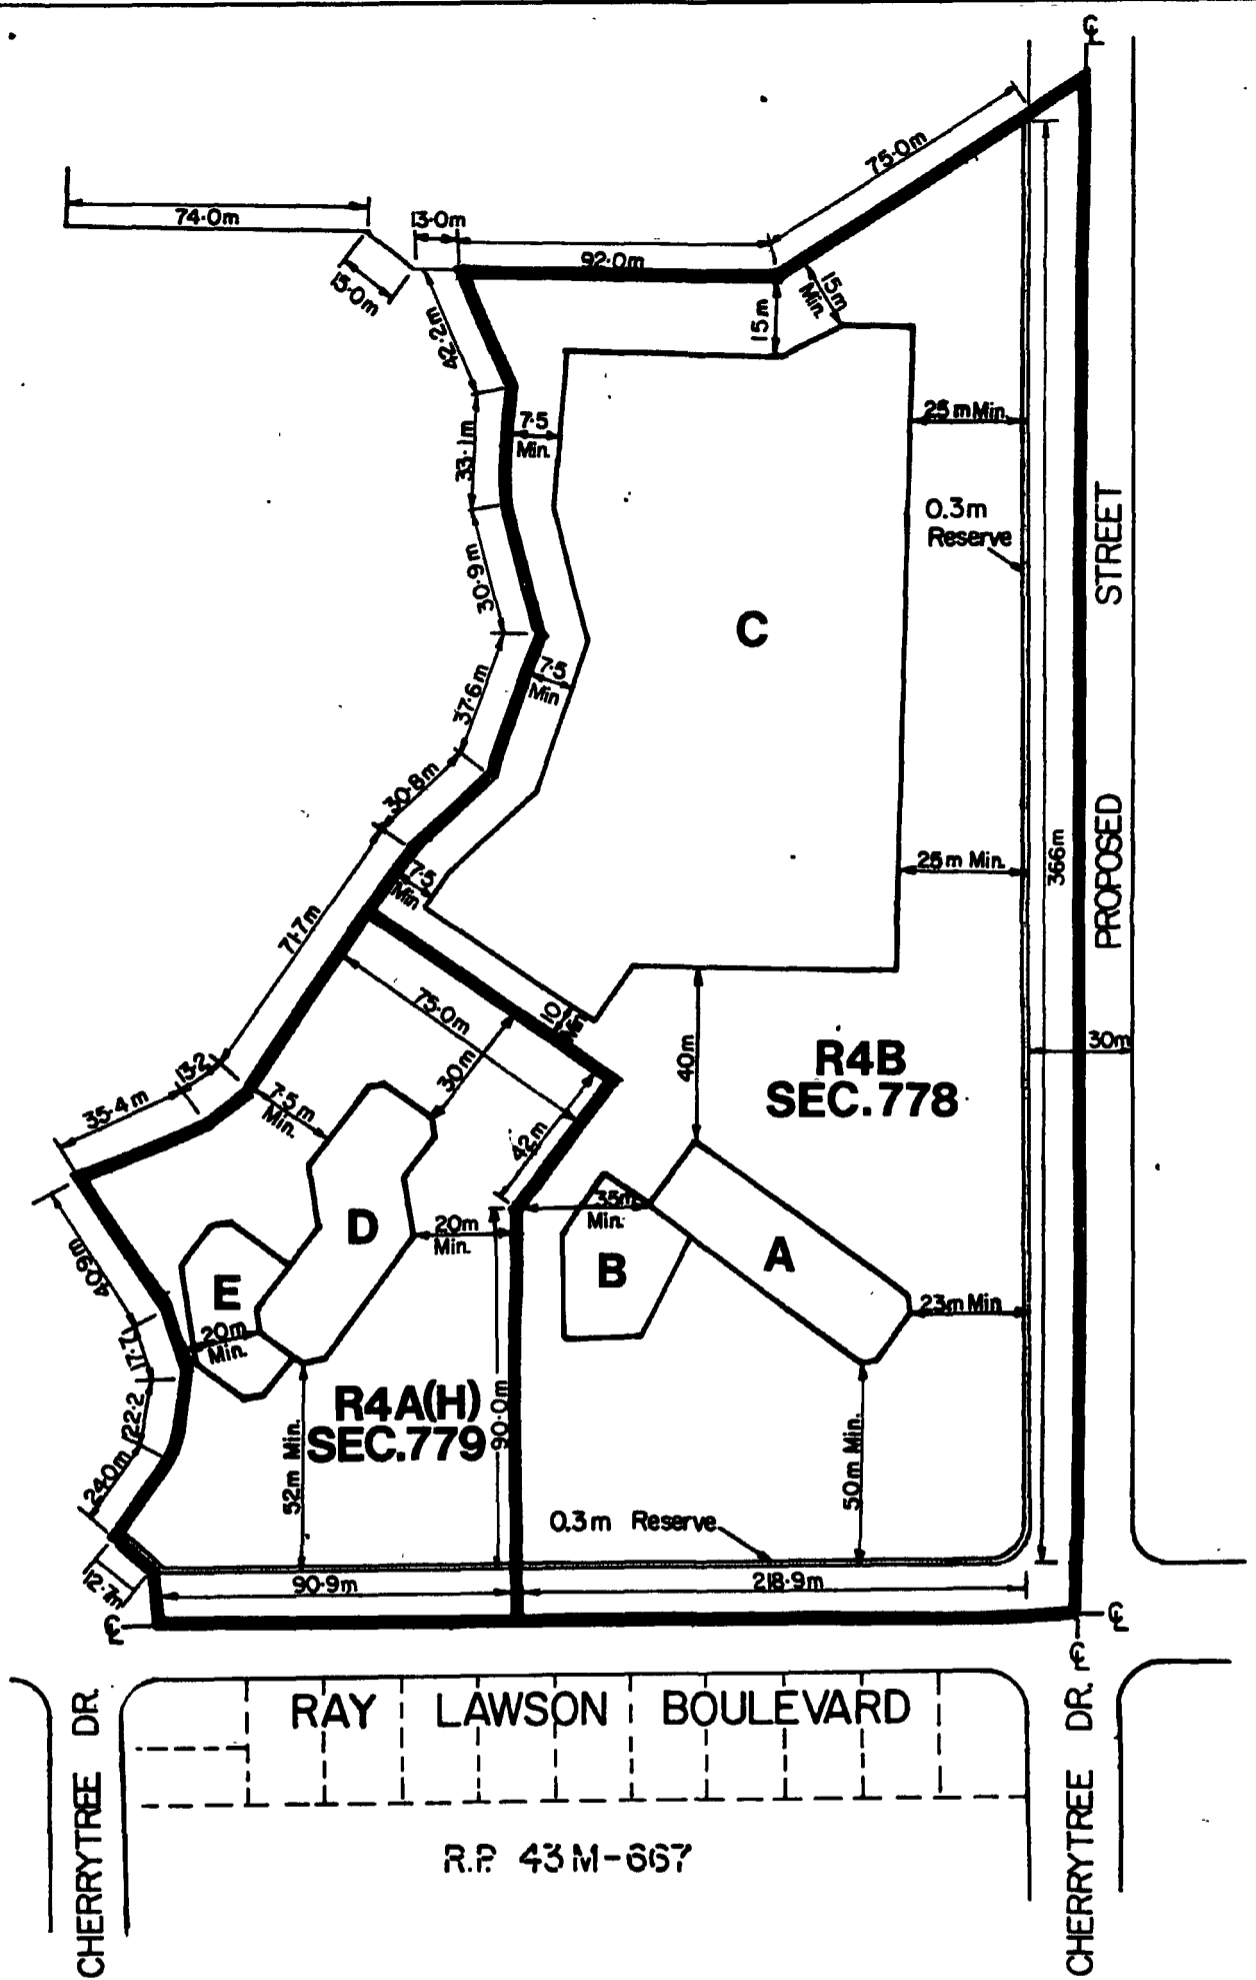 ℄
75·0m
74·0m
13·0m
92·0m
15·0m
15m
Min.
15m
42·2m
25m Min.
7·5
Min.
33·1m
0.3m
Reserve
STREET
30·9m
C
7·5
Min
37·6m
30·8m
25m Min.
366m
PROPOSED
7·5
Min
71·7m
75·0m
10
30m
40m
R4B
SEC.778
30m
13·2
35·4m
7·5m
Min.
42m
35m
Min.
D
20m
Min.
B
A
40·9m
E
23m Min
20m
Min.
17·7
R4A(H)
SEC.779
90·0m
22·2
52m Min.
50m Min.
24·0m
0.3m Reserve
12·7m
90·9m
218·9m
℄
℄
℄
RAY LAWSON BOULEVARD
CHERRYTREE DR.
CHERRYTREE DR.
R.P. 43M-667